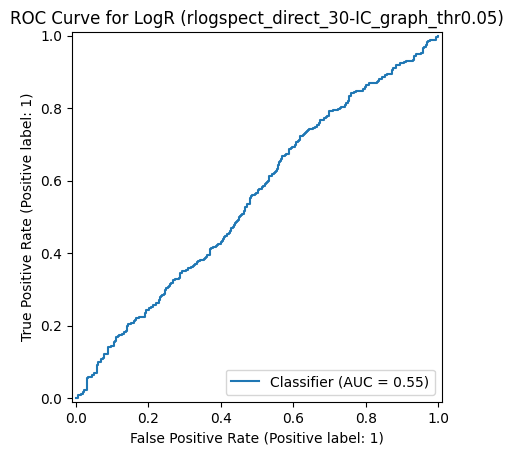 ROC Curve for LogR (rlogspect_direct_30-IC_graph_thr0.05)
1.0
0.8
0.6
0.4
0.2
0.0
True Positive Rate (Positive label: 1)
Classifier (AUC = 0.55)
0.0 0.2 0.4 0.6 0.8 1.0
False Positive Rate (Positive label: 1)